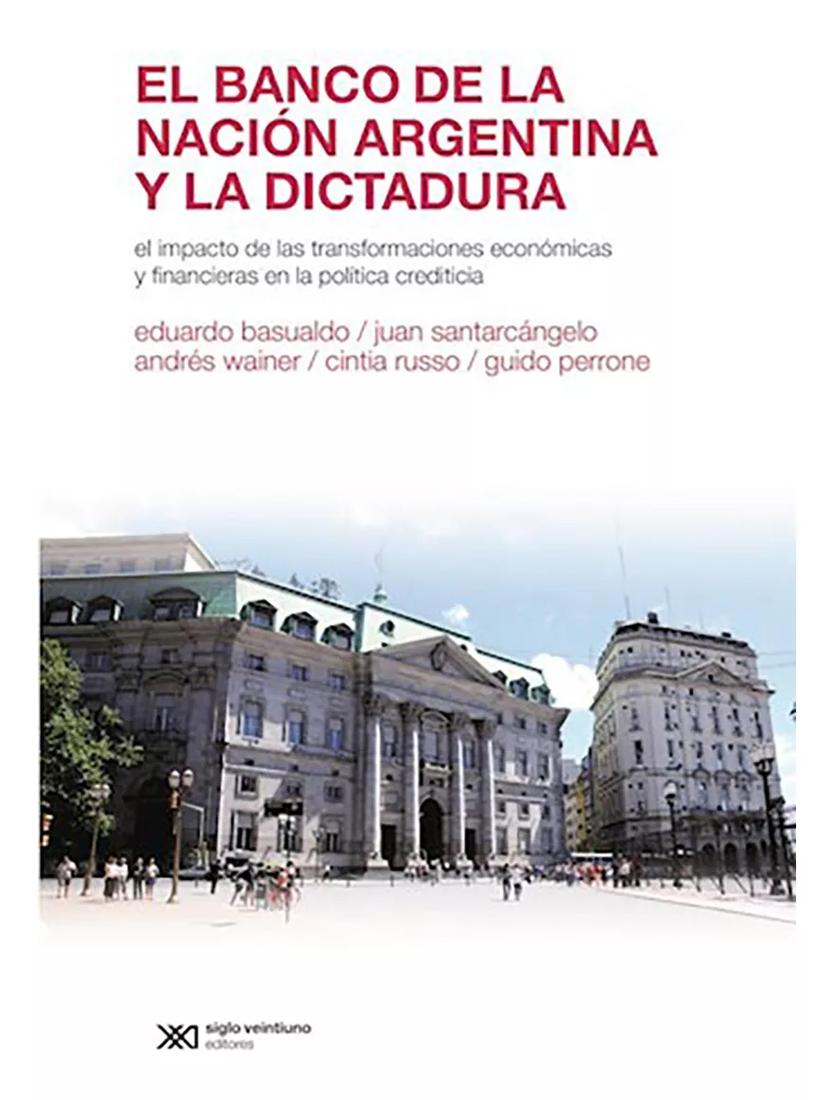 EL BANCO DE LA
NACIÓN ARGENTINA
Y LA DICTADURA
el impacto de las transformaciones económicas
y financieras en la política crediticia
eduardo basualdo / juan santarcángelo
andrés wainer / cintia russo / guido perrone
siglo veintiuno
editores